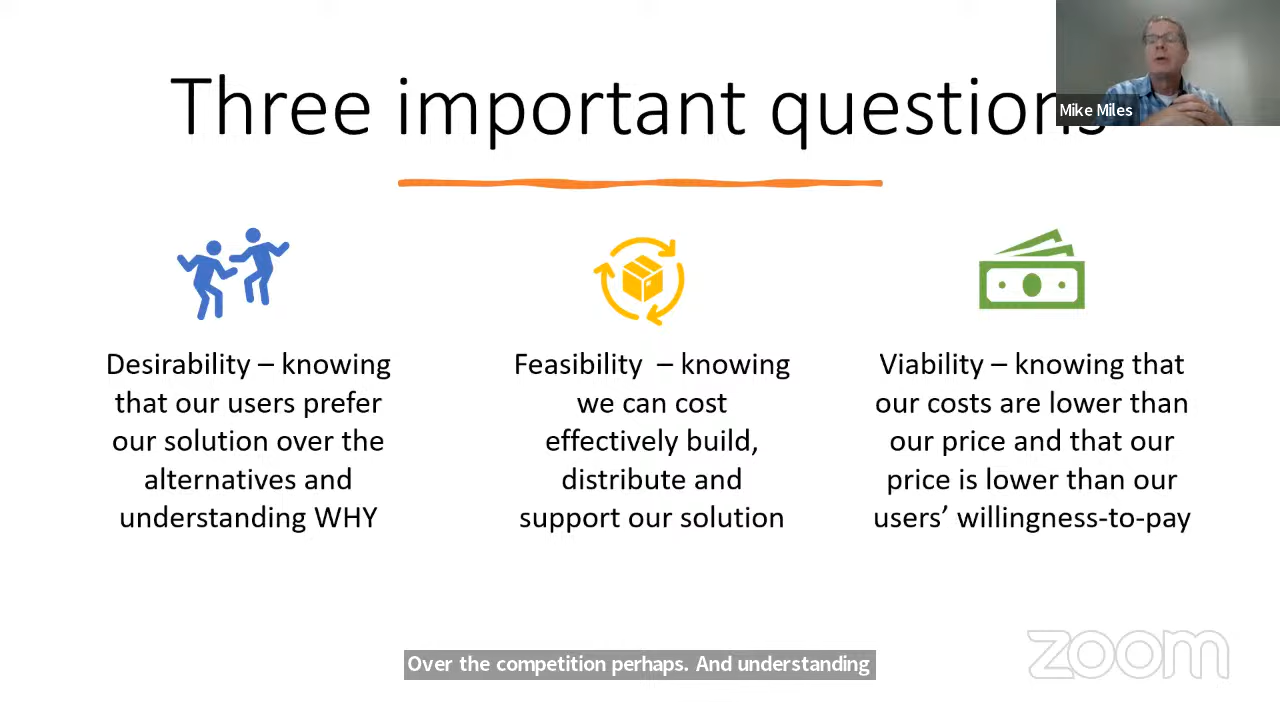 Three important questions
Mike Miles
Desirability – knowing
that our users prefer
our solution over the
alternatives and
understanding WHY
Feasibility – knowing
we can cost
effectively build,
distribute and
support our solution
Viability – knowing that
our costs are lower than
our price and that our
price is lower than our
users’ willingness-to-pay
Over the competition perhaps. And understanding
zoom